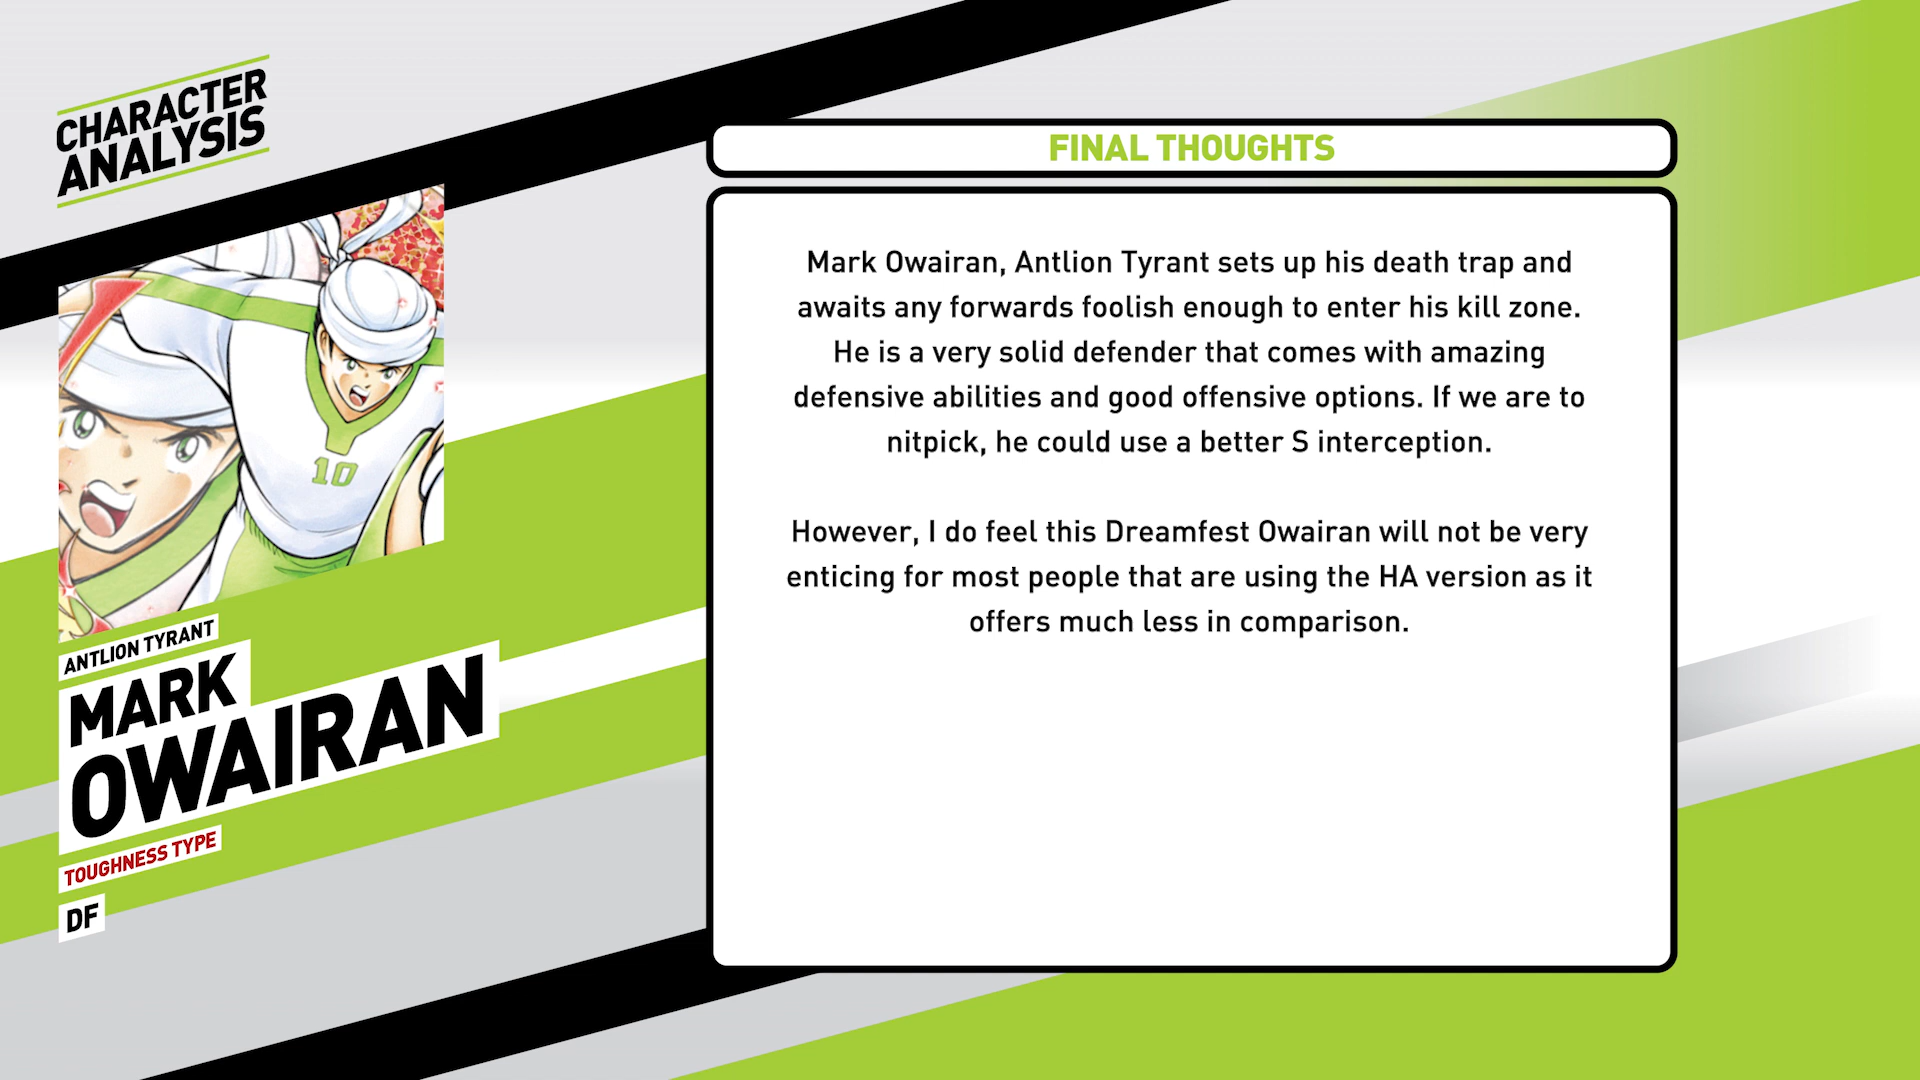 CHARACTER
ANALYSIS
10
ANTLION TYRANT
MARK
OWAIRAN
TOUGHNESS TYPE
DF
FINAL THOUGHTS
Mark Owairan, Antlion Tyrant sets up his death trap and
awaits any forwards foolish enough to enter his kill zone.
He is a very solid defender that comes with amazing
defensive abilities and good offensive options. If we are to
nitpick, he could use a better S interception.
However, I do feel this Dreamfest Owairan will not be very
enticing for most people that are using the HA version as it
offers much less in comparison.